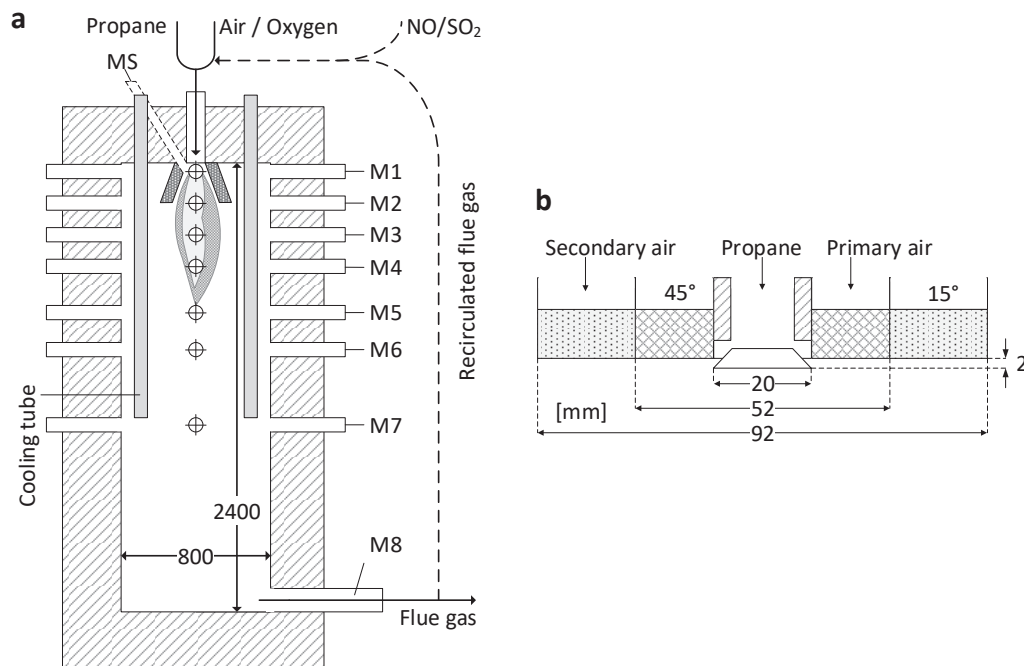 a
Propane
Air / Oxygen
NO/SO₂
MS
M1
M2
M3
M4
M5
M6
M7
M8
Cooling tube
Recirculated flue gas
2400
800
Flue gas
b
Secondary air
Propane
Primary air
45°
15°
2
20
52
[mm]
92